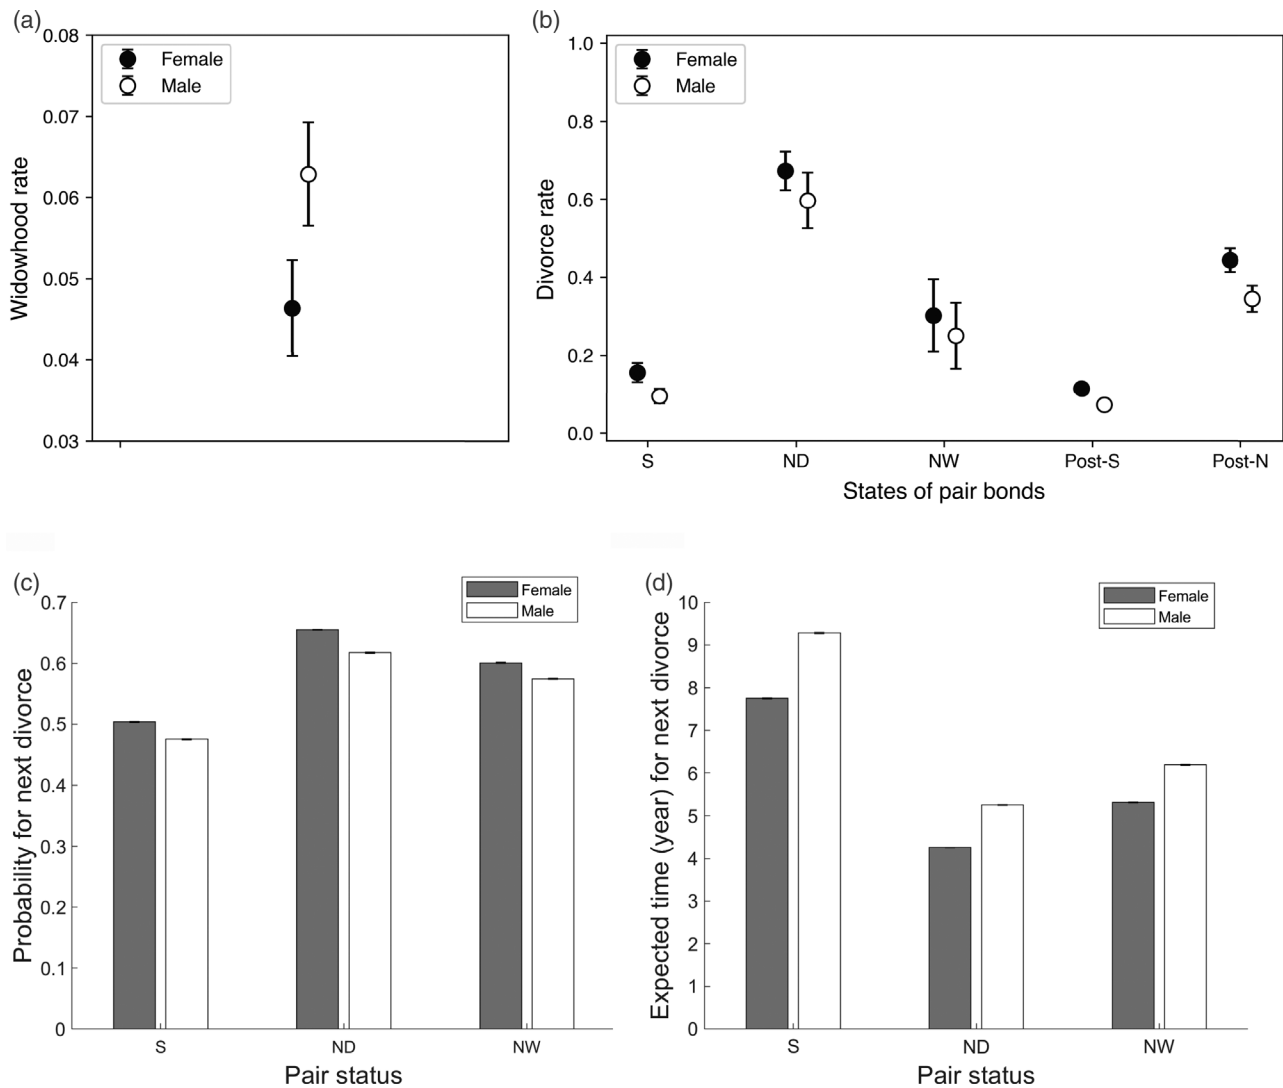 (a)
0.08
0.07
0.06
0.05
0.04
0.03
Widowhood rate
Female
Male
(b)
1.0
0.8
0.6
0.4
0.2
0.0
Divorce rate
Female
Male
S ND NW Post-S Post-N
States of pair bonds
(c)
0.7
0.6
0.5
0.4
0.3
0.2
0.1
0
Probability for next divorce
Female
Male
S ND NW
Pair status
(d)
10
9
8
7
6
5
4
3
2
1
0
Expected time (year) for next divorce
Female
Male
S ND NW
Pair status